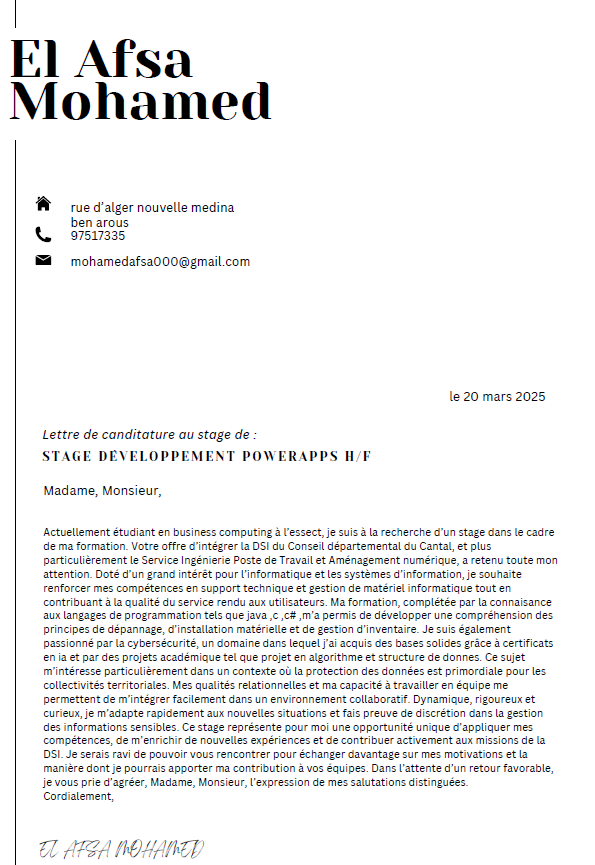 El Afsa
Mohamed
rue d'alger nouvelle medina
ben arous
97517335
mohamedafsa000@gmail.com
le 20 mars 2025
Lettre de canditature au stage de :
STAGE DÉVELOPPEMENT POWERAPPS H/F
Madame, Monsieur,
Actuellement étudiant en business computing à l'essect, je suis à la recherche d'un stage dans le cadre
de ma formation. Votre offre d'intégrer la DSI du Conseil départemental du Cantal, et plus
particulièrement le Service Ingénierie Poste de Travail et Aménagement numérique, a retenu toute mon
attention. Doté d'un grand intérêt pour l'informatique et les systèmes d'information, je souhaite
renforcer mes compétences en support technique et gestion de matériel informatique tout en
contribuant à la qualité du service rendu aux utilisateurs. Ma formation, complétée par la connaisance
aux langages de programmation tels que java ,c ,c# ,m'a permis de développer une compréhension des
principes de dépannage, d'installation matérielle et de gestion d'inventaire. Je suis également
passionné par la cybersécurité, un domaine dans lequel j'ai acquis des bases solides grâce à certificats
en ia et par des projets académique tel que projet en algorithme et structure de donnes. Ce sujet
m'intéresse particulièrement dans un contexte où la protection des données est primordiale pour les
collectivités territoriales. Mes qualités relationnelles et ma capacité à travailler en équipe me
permettent de m'intégrer facilement dans un environnement collaboratif. Dynamique, rigoureux et
curieux, je m'adapte rapidement aux nouvelles situations et fais preuve de discrétion dans la gestion
des informations sensibles. Ce stage représente pour moi une opportunité unique d'appliquer mes
compétences, de m'enrichir de nouvelles expériences et de contribuer activement aux missions de la
DSI. Je serais ravi de pouvoir vous rencontrer pour échanger davantage sur mes motivations et la
manière dont je pourrais apporter ma contribution à vos équipes. Dans l'attente d'un retour favorable,
je vous prie d'agréer, Madame, Monsieur, l'expression de mes salutations distinguées.
Cordialement,
EL AFSA MOHAMED